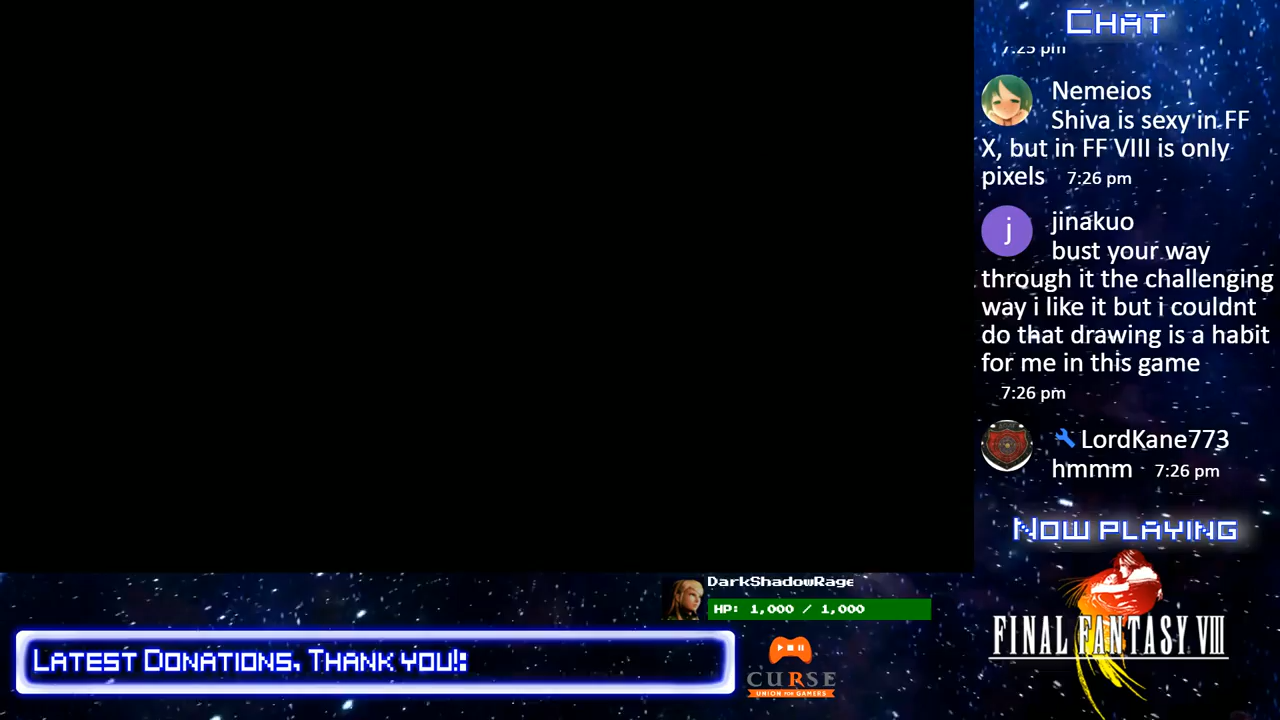 Chat
7:25 pm
Nemeios
Shiva is sexy in FF
X, but in FF VIII is only
pixels 7:26 pm
j
jinakuo
bust your way
through it the challenging
way i like it but i couldnt
do that drawing is a habit
for me in this game
7:26 pm
LordKane773
hmmm 7:26 pm
Now playing
FINAL FANTASY VIII
DarkShadowRage
HP: 1,000 / 1,000
Latest Donations, Thank you!:
CURSE
UNION FOR GAMERS